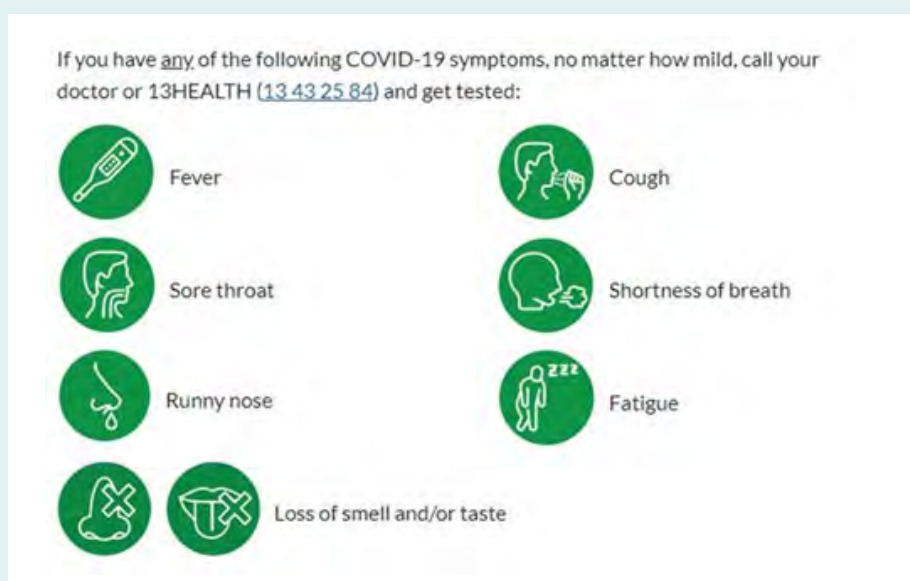 If you have any of the following COVID-19 symptoms, no matter how mild, call your
doctor or 13HEALTH (13 43 25 84) and get tested:
Fever
Cough
Sore throat
Shortness of breath
Runny nose
zzz
Fatigue
Loss of smell and/or taste